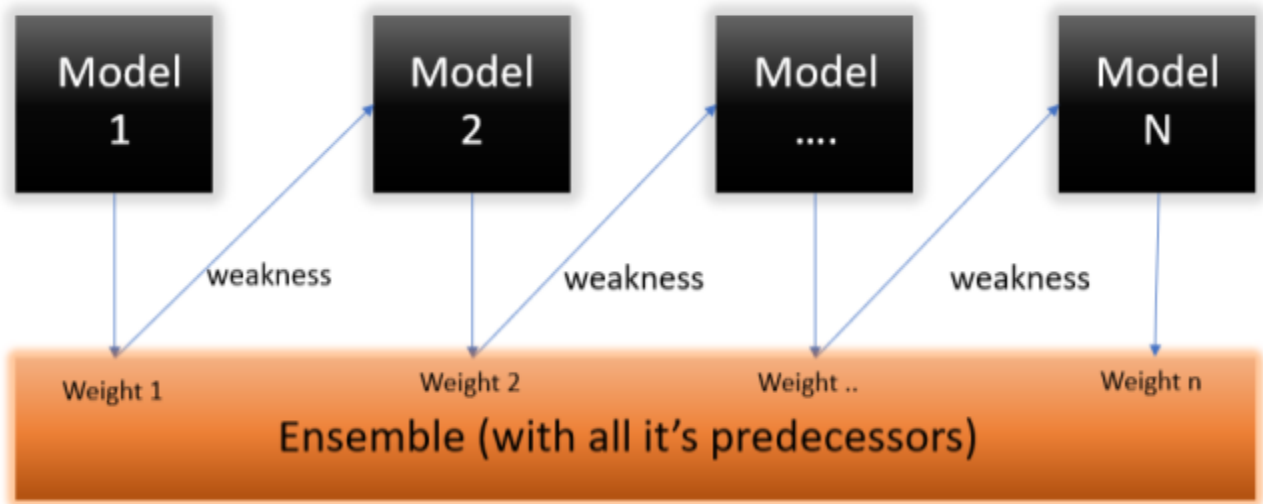 Model
1
Model
2
Model
....
Model
N
weakness
weakness
weakness
Weight 1
Weight 2
Weight ..
Weight n
Ensemble (with all it's predecessors)